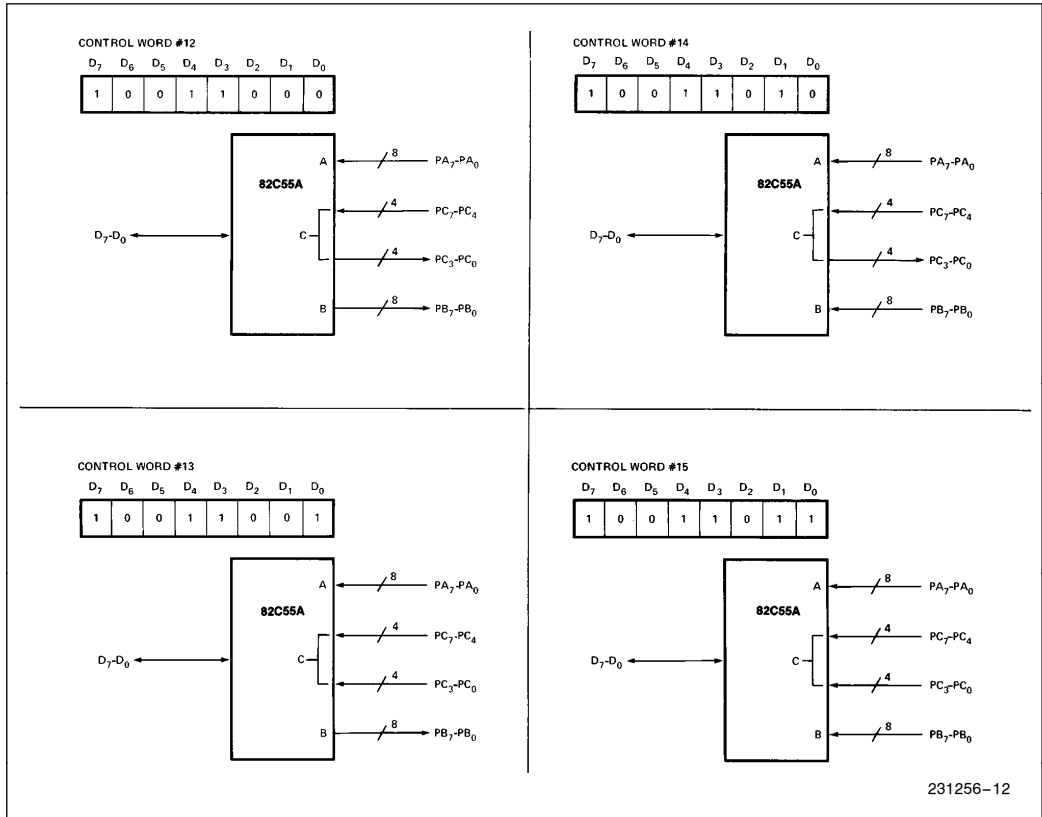 CONTROL WORD #12
D7 D6 D5 D4 D3 D2 D1 D0
1 0 0 1 1 0 0 0
82C55A
A
8
PA7-PA0
4
PC7-PC4
D7-D0
C
4
PC3-PC0
B
8
PB7-PB0
CONTROL WORD #14
D7 D6 D5 D4 D3 D2 D1 D0
1 0 0 1 1 0 1 0
82C55A
A
8
PA7-PA0
4
PC7-PC4
D7-D0
C
4
PC3-PC0
B
8
PB7-PB0
CONTROL WORD #13
D7 D6 D5 D4 D3 D2 D1 D0
1 0 0 1 1 0 0 1
82C55A
A
8
PA7-PA0
4
PC7-PC4
D7-D0
C
4
PC3-PC0
B
8
PB7-PB0
CONTROL WORD #15
D7 D6 D5 D4 D3 D2 D1 D0
1 0 0 1 1 0 1 1
82C55A
A
8
PA7-PA0
4
PC7-PC4
D7-D0
C
4
PC3-PC0
B
8
PB7-PB0
231256–12